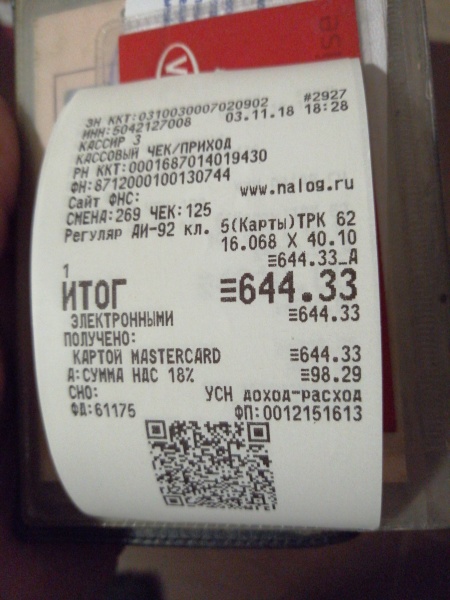 #2927
ЗН ККТ:0310030007020902
03.11.18 18:28
ИНН:5042127008
КАССИР 3
КАССОВЫЙ ЧЕК/ПРИХОД
РН ККТ:0001687014019430
ФН:8712000100130744
Сайт ФНС: www.nalog.ru
СМЕНА:269 ЧЕК:125
Регуляр АИ-92 кл. 5(Карты)ТРК 62
16.068 X 40.10
≡644.33_А
1
ИТОГ ≡644.33
ЭЛЕКТРОННЫМИ ≡644.33
ПОЛУЧЕНО:
КАРТОЙ MASTERCARD ≡644.33
А:СУММА НДС 18% ≡98.29
СНО: УСН доход-расход
ФД:61175 ФП:0012151613